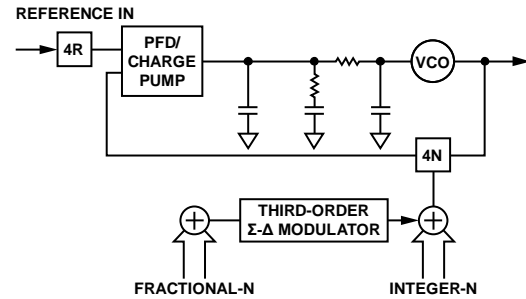 REFERENCE IN
4R
PFD/
CHARGE
PUMP
VCO
4N
THIRD-ORDER
Σ-Δ MODULATOR
+
+
FRACTIONAL-N
INTEGER-N